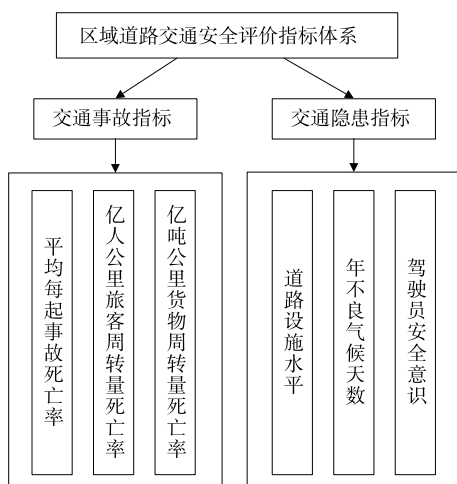 区域道路交通安全评价指标体系
交通事故指标
交通隐患指标
平均每起事故死亡率
亿人公里旅客周转量死亡率
亿吨公里货物周转量死亡率
道路设施水平
年不良气候天数
驾驶员安全意识